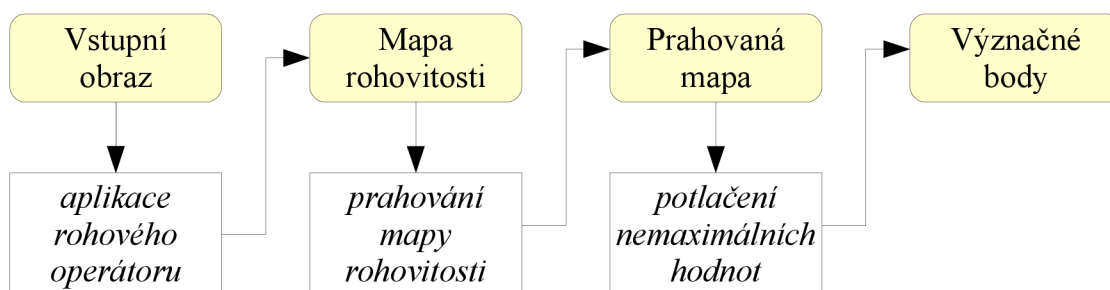 Vstupní
obraz
aplikace
rohového
operátoru
Mapa
rohovitosti
prahování
mapy
rohovitosti
Prahovaná
mapa
potlačení
nemaximálních
hodnot
Význačné
body